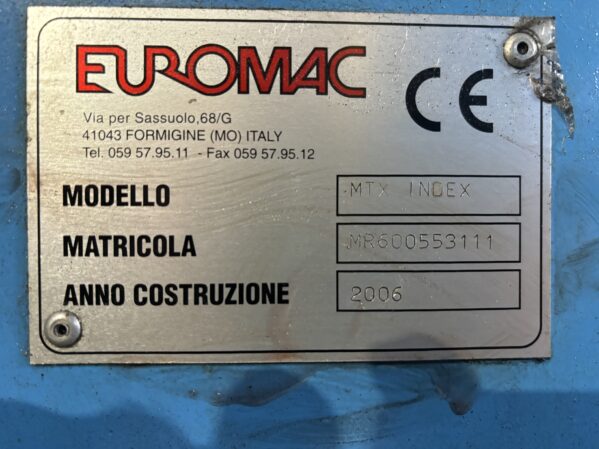 EUROMAC
CE
Via per Sassuolo,68/G
41043 FORMIGINE (MO) ITALY
Tel. 059 57.95.11 - Fax 059 57.95.12
MODELLO MTX INDEX
MATRICOLA MR600553111
ANNO COSTRUZIONE 2006